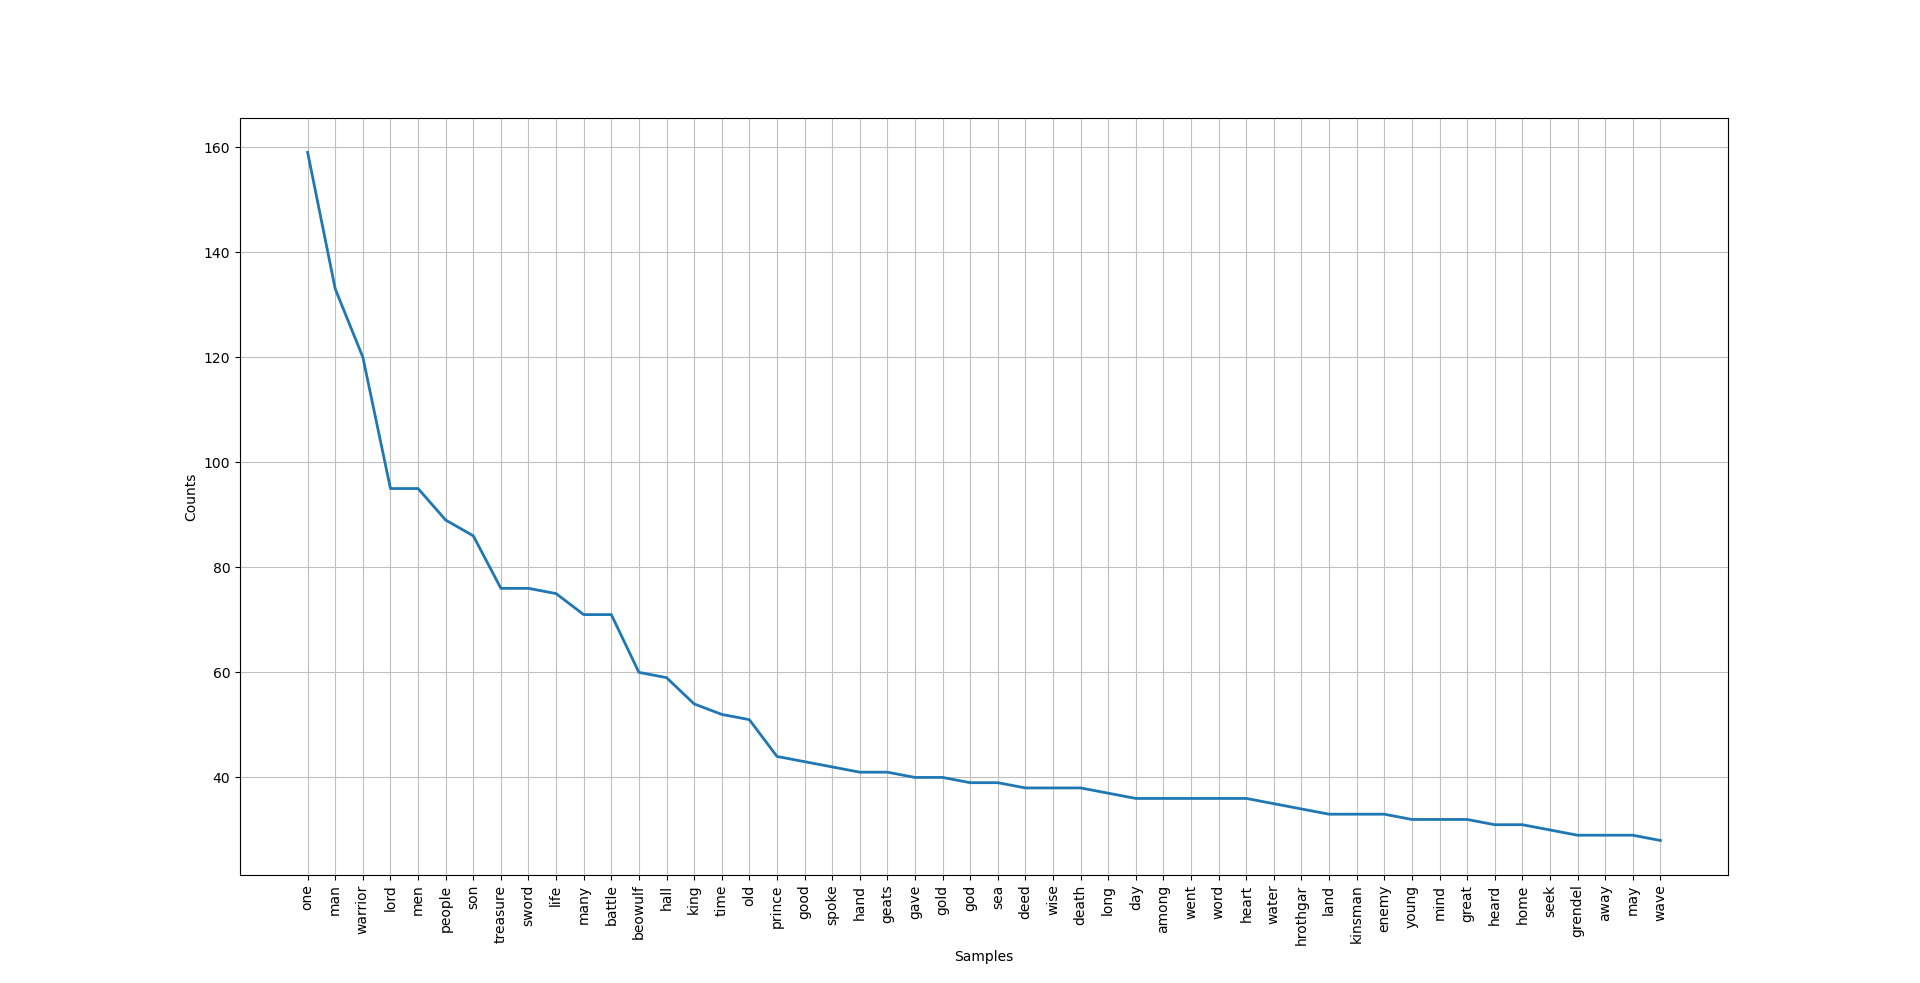 160
140
120
100
80
60
40
Counts
one
man
warrior
lord
men
people
son
treasure
sword
life
many
battle
beowulf
hall
king
time
old
prince
good
spoke
hand
geats
gave
gold
god
sea
deed
wise
death
long
day
among
went
word
heart
water
hrothgar
land
kinsman
enemy
young
mind
great
heard
home
seek
grendel
away
may
wave
Samples